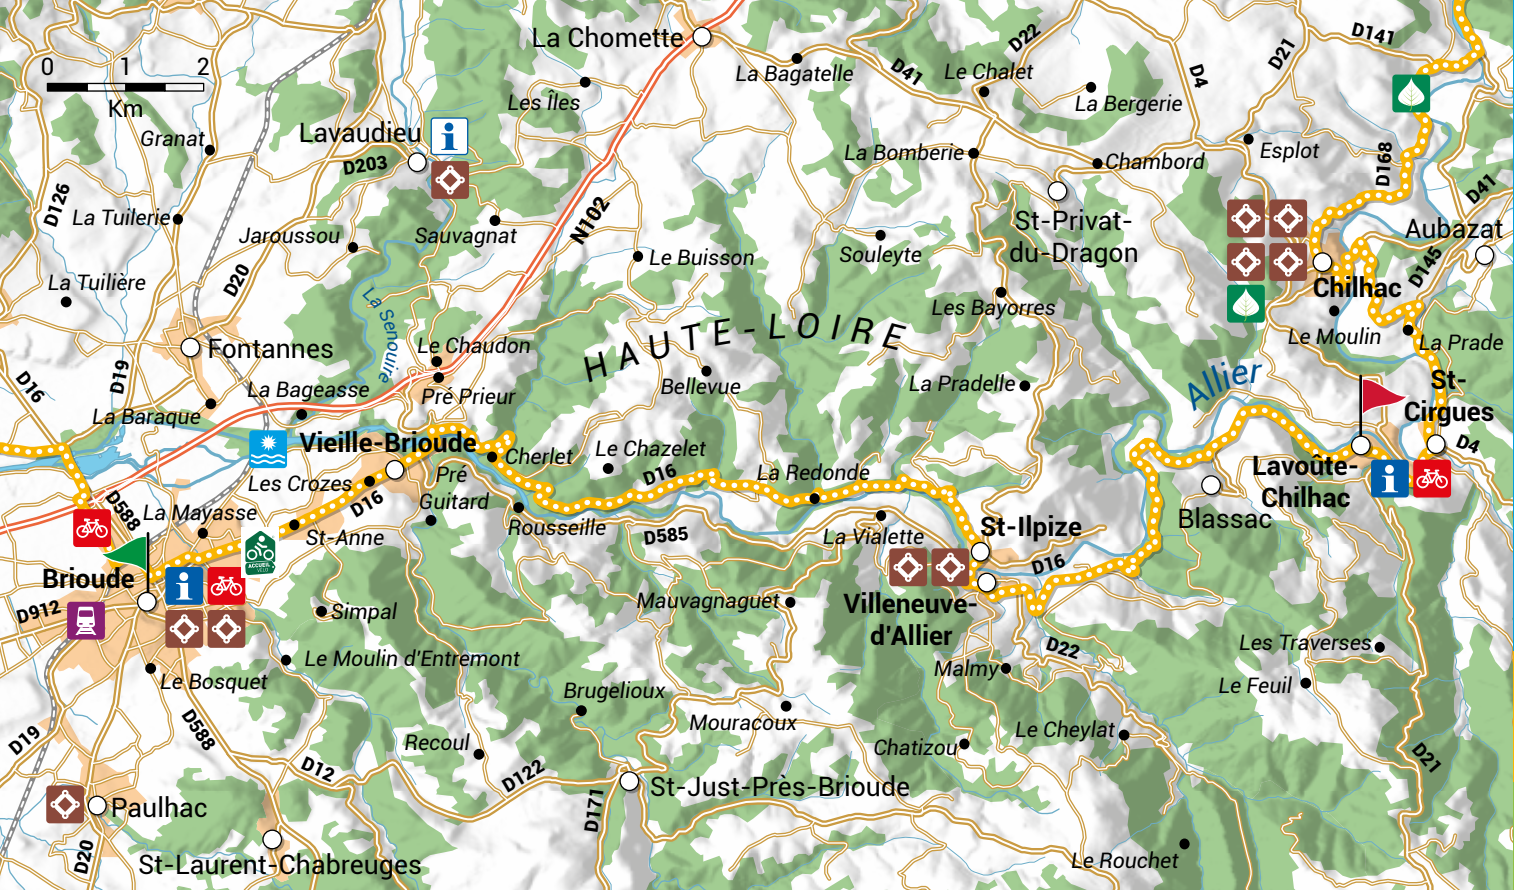 La Chomette
D22
D141
D21
0 1 2
Km
La Bagatelle
D41
Le Chalet
D4
La Bergerie
Les Îles
Granat
Lavaudieu
D203
La Bomberie
Chambord
Esplot
D168
D41
D126
La Tuilerie
Jaroussou
Sauvagnat
N102
Le Buisson
Souleyte
St-Privat-
du-Dragon
Aubazat
D145
La Tuilière
D20
La Senouire
Les Bayorres
Chilhac
Le Moulin
La Prade
HAUTE-LOIRE
Fontannes
Le Chaudon
D19
D16
La Bageasse
Pré Prieur
Bellevue
La Pradelle
Allier
St-
Cirgues
La Baraque
D4
Vieille-Brioude
Cherlet
Le Chazelet
D16
La Redonde
Lavoûte-
Chilhac
Les Crozes
D16
Pré
Guitard
D588
La Mayasse
St-Anne
Rousseille
D585
La Vialette
St-Ilpize
Blassac
ACCUEIL
VÉLO
Brioude
D912
D16
Simpal
Mauvagnaguet
Villeneuve-
d'Allier
D22
Les Traverses
Le Moulin d'Entremont
Malmy
Le Bosquet
Le Feuil
Brugelioux
Mouracoux
D588
D19
Recoul
Chatizou
Le Cheylat
D21
D12
D122
St-Just-Près-Brioude
D171
Paulhac
D20
St-Laurent-Chabreuges
Le Rouchet